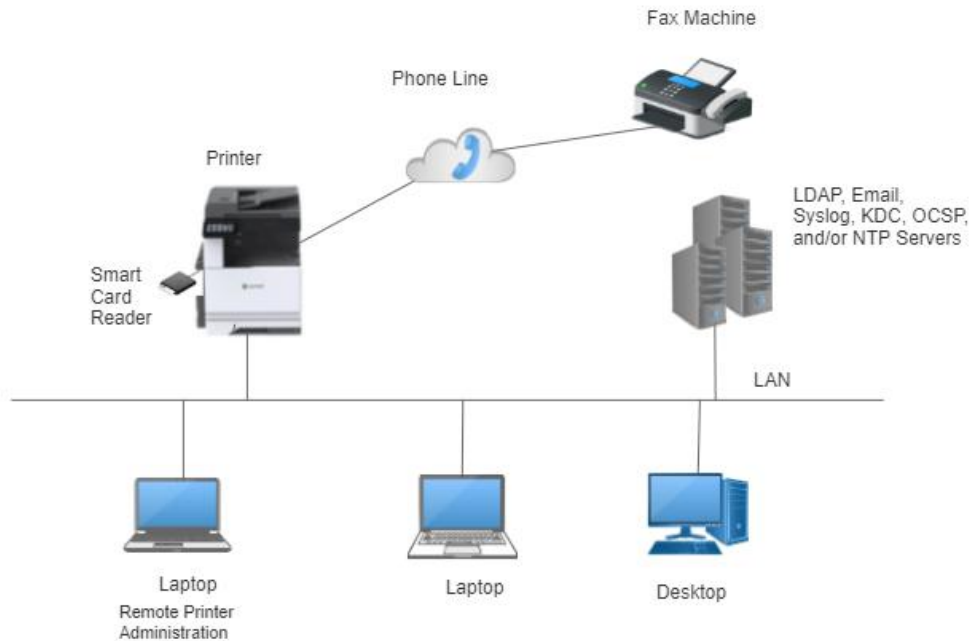 Fax Machine
Phone Line
Printer
LDAP, Email,
Syslog, KDC, OCSP,
and/or NTP Servers
Smart
Card
Reader
LAN
Laptop
Remote Printer
Administration
Laptop
Desktop